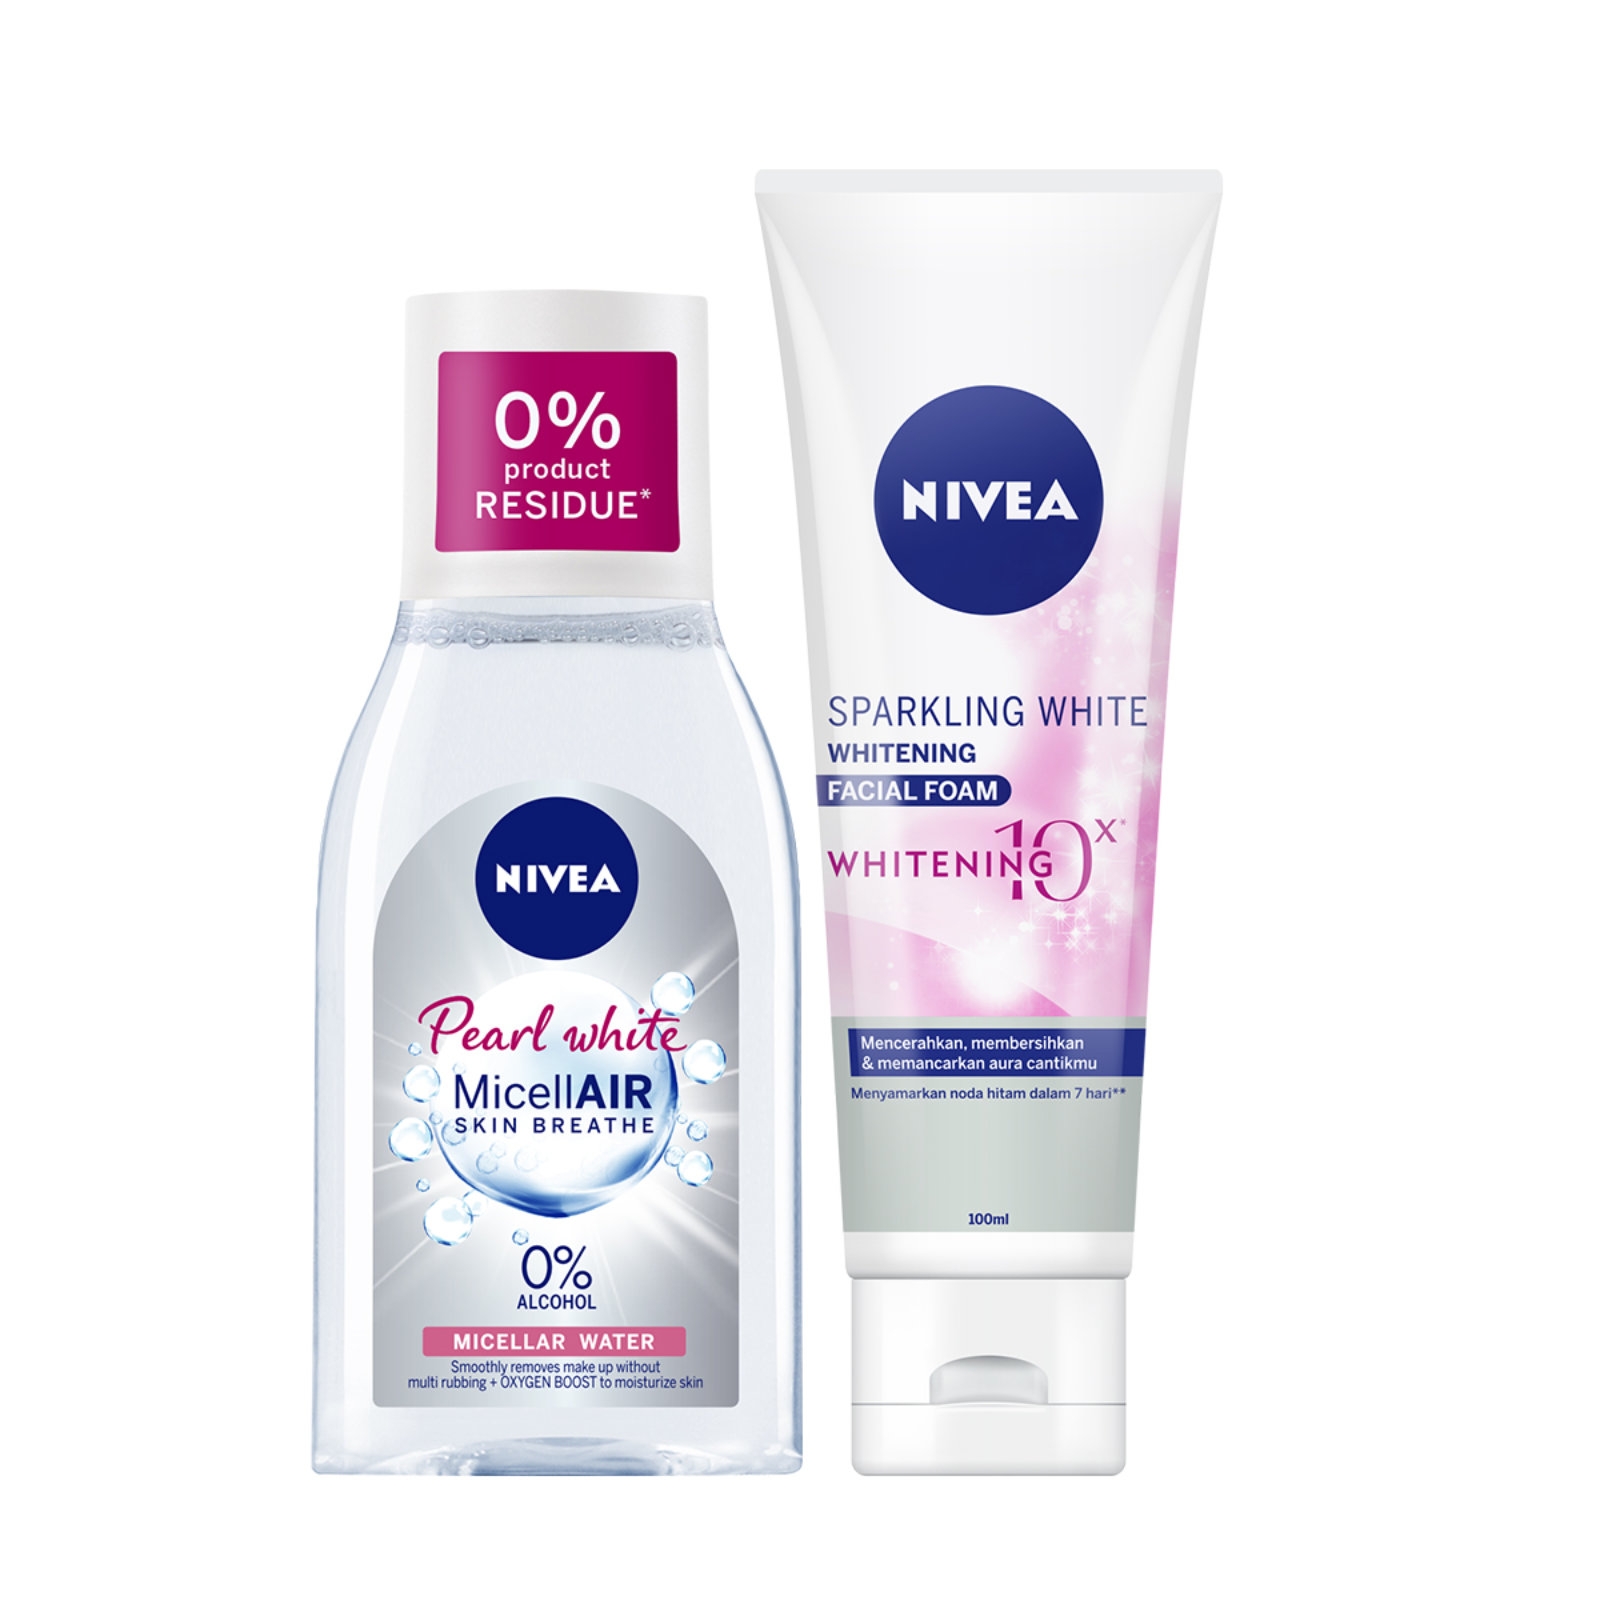 0%
product
RESIDUE*
NIVEA
Pearl white
MicellAIR
SKIN BREATHE
0%
ALCOHOL
MICELLAR WATER
Smoothly removes make up without
multi rubbing + OXYGEN BOOST to moisturize skin
NIVEA
SPARKLING WHITE
WHITENING
FACIAL FOAM
WHITENING 10X*
Mencerahkan, membersihkan
& memancarkan aura cantikmu
Menyamarkan noda hitam dalam 7 hari**
100ml